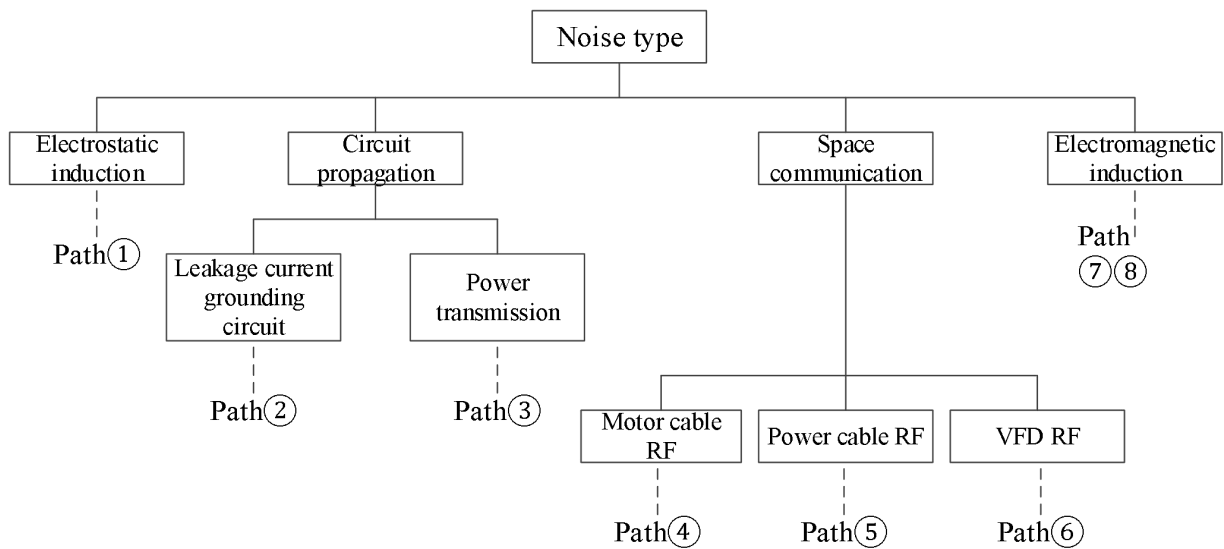 Noise type
Electrostatic
induction
Circuit
propagation
Space
communication
Electromagnetic
induction
Path①
Leakage current
grounding
circuit
Power
transmission
Path
⑦⑧
Path②
Path③
Motor cable
RF
Power cable RF
VFD RF
Path④
Path⑤
Path⑥